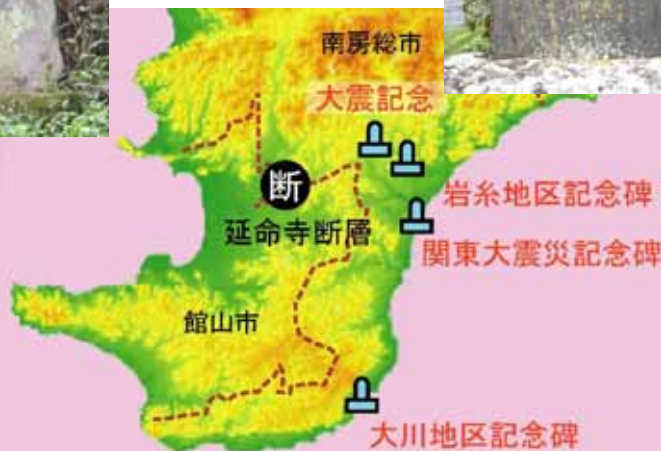 南房総市
大震記念
断
岩糸地区記念碑
延命寺断層
関東大震災記念碑
館山市
大川地区記念碑